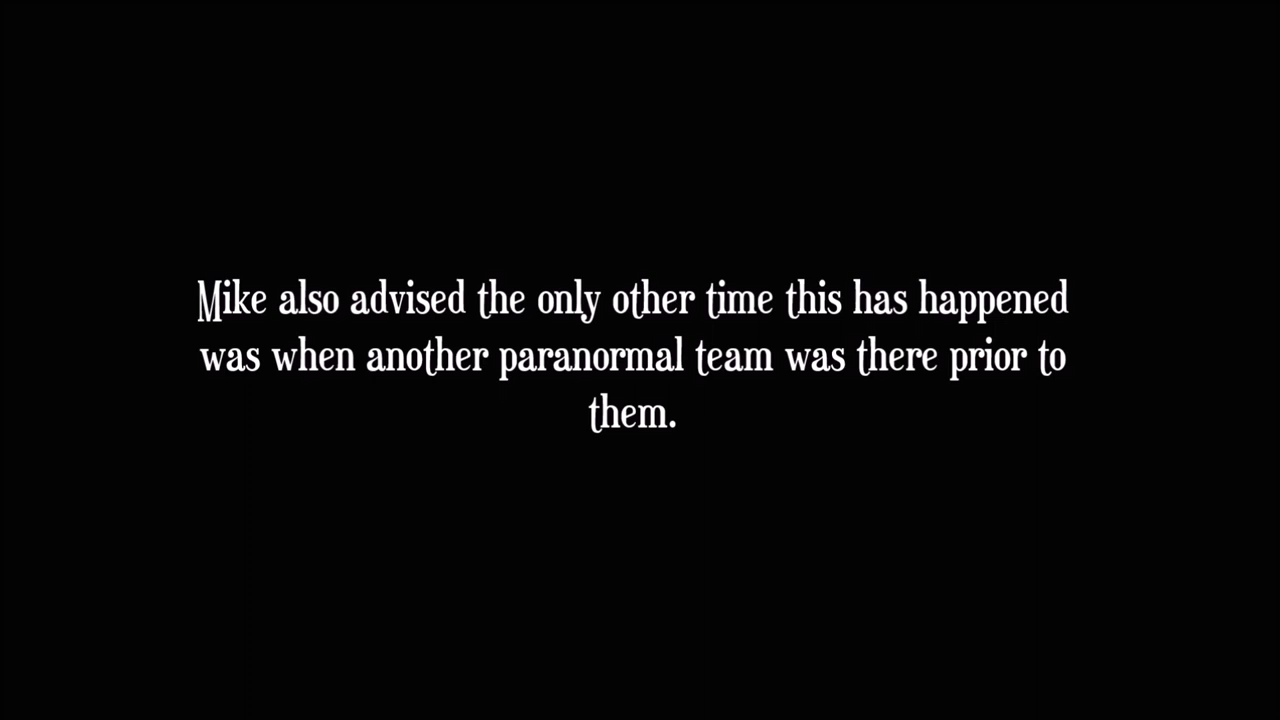 Mike also advised the only other time this has happened
was when another paranormal team was there prior to
them.